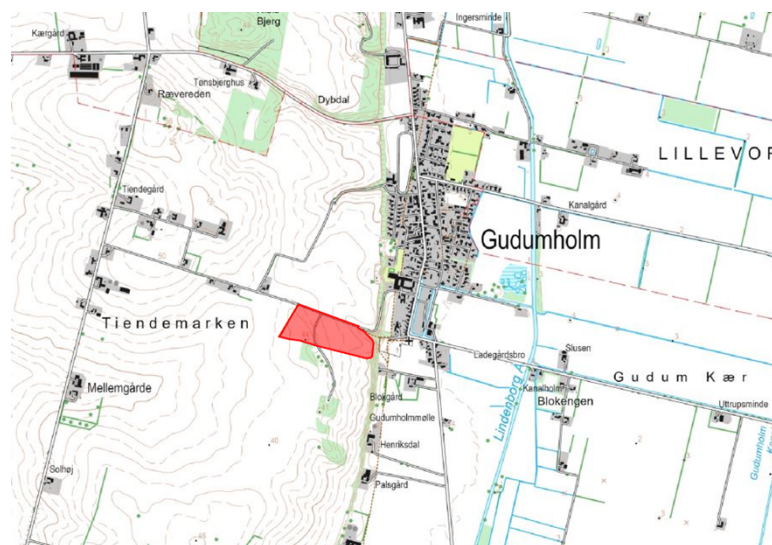 Ingersminde
Kærgård
Bjerg
Tønsbjerghus
Rævereden
Dybdal
LILLEVOR
Tiendegård
Kanalgård
Gudumholm
Tiendemarken
Ladegårdsbro
Slusen
Gudum Kær
Kanalholm
Blokengen
Mellemgårde
Bloksgård
Uttrupsminde
Gudumholmmølle
Lindenborg Å
Henriksdal
Gudumholm
Solhøj
Palsgård